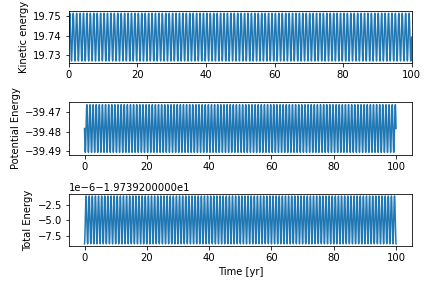 Kinetic energy
19.75
19.74
19.73
0 20 40 60 80 100
Potential Energy
−39.47
−39.48
−39.49
0 20 40 60 80 100
1e−6−1.9739200000e1
Total Energy
−2.5
−5.0
−7.5
0 20 40 60 80 100
Time [yr]